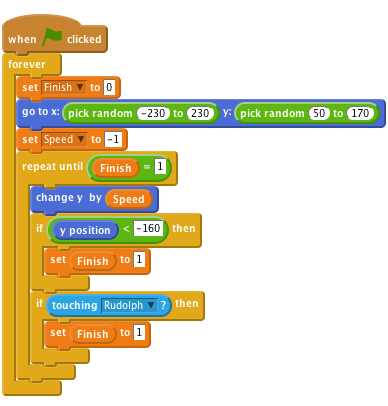 when clicked
forever
set Finish to 0
go to x: pick random -230 to 230 y: pick random 50 to 170
set Speed to -1
repeat until Finish = 1
change y by Speed
if y position < -160 then
set Finish to 1
if touching Rudolph ? then
set Finish to 1